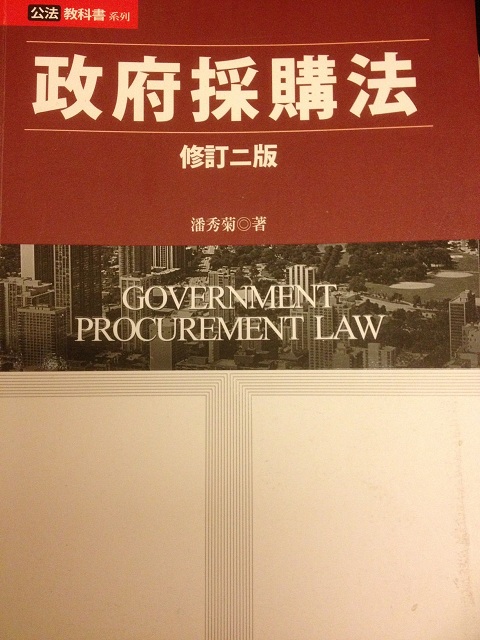 公法 教科書 系列
政府採購法
修訂二版
潘秀菊◎著
GOVERNMENT
PROCUREMENT LAW